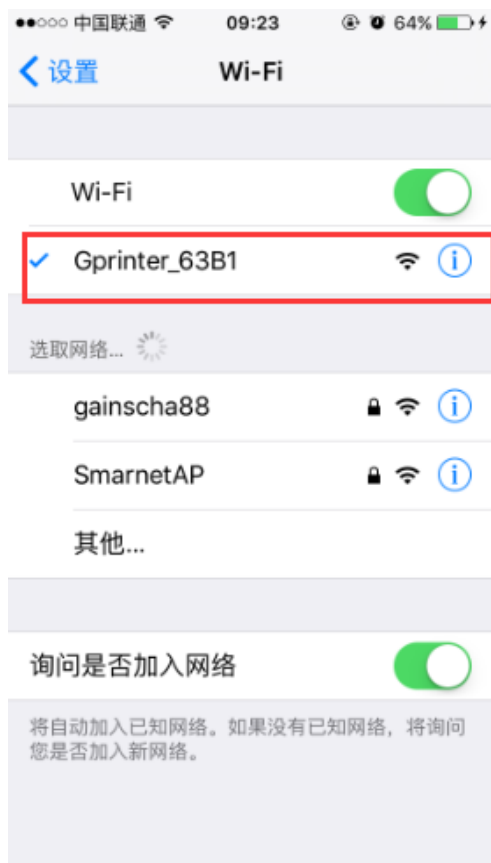 中国联通 09:23 64%
设置 Wi-Fi
Wi-Fi
Gprinter_63B1
选取网络...
gainscha88
SmarnetAP
其他...
询问是否加入网络
将自动加入已知网络。如果没有已知网络，将询问
您是否加入新网络。